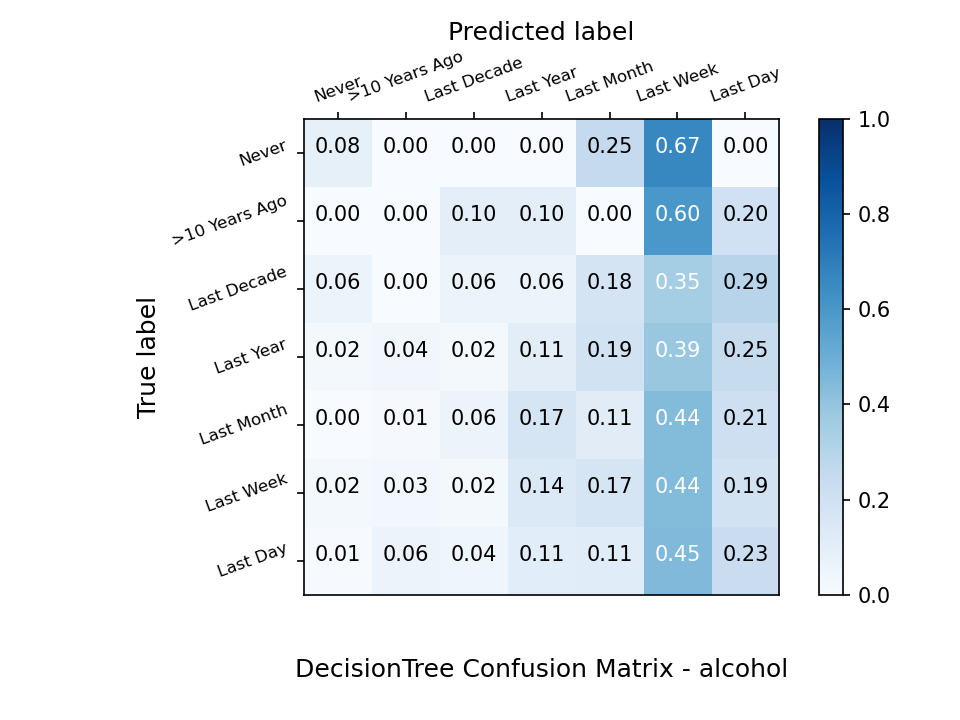 Predicted label
Never >10 Years Ago Last Decade Last Year Last Month Last Week Last Day
1.0
Never 0.08 0.00 0.00 0.00 0.25 0.67 0.00
0.8
>10 Years Ago 0.00 0.00 0.10 0.10 0.00 0.60 0.20
Last Decade 0.06 0.00 0.06 0.06 0.18 0.35 0.29
0.6
True label
Last Year 0.02 0.04 0.02 0.11 0.19 0.39 0.25
0.4
Last Month 0.00 0.01 0.06 0.17 0.11 0.44 0.21
Last Week 0.02 0.03 0.02 0.14 0.17 0.44 0.19
0.2
Last Day 0.01 0.06 0.04 0.11 0.11 0.45 0.23
0.0
DecisionTree Confusion Matrix - alcohol